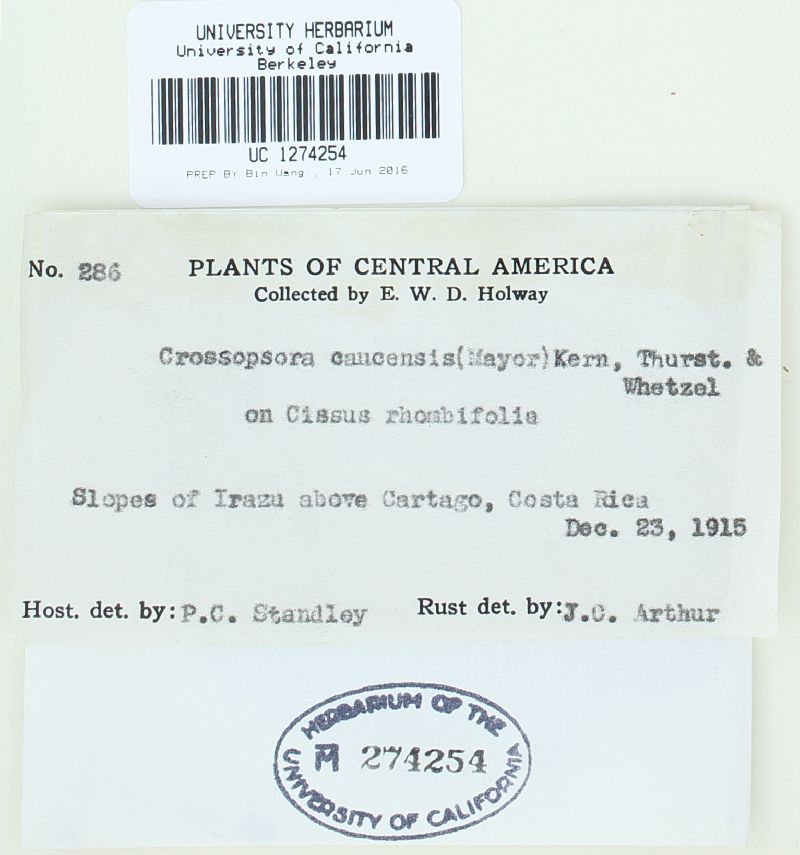 UNIVERSITY HERBARIUM
University of California
Berkeley
UC 1274254
PREP BY Bin Wang , 17 Jun 2016
No. 286
PLANTS OF CENTRAL AMERICA
Collected by E. W. D. Holway
Crossopsora caucensis(Mayor)Kern, Thurst. &
Whetzel
on Cissus rhombifolia
Slopes of Irazu above Cartago, Costa Rica
Dec. 23, 1915
Host. det. by: P.C. Standley Rust det. by: J.C. Arthur
HERBARIUM OF THE
274254
UNIVERSITY OF CALIFORNIA